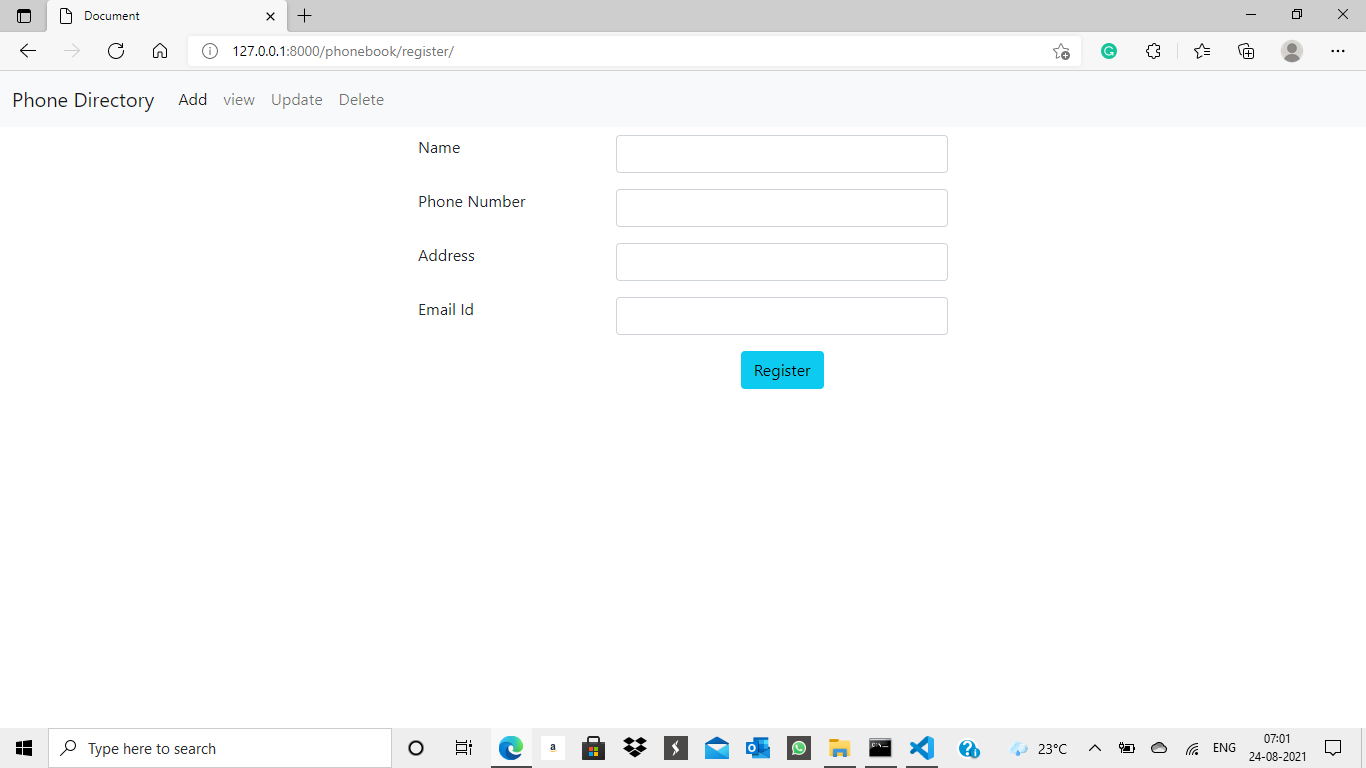 Document
127.0.0.1:8000/phonebook/register/
Phone Directory Add view Update Delete
Name
Phone Number
Address
Email Id
Register
Type here to search
a
23°C
ENG
07:01
24-08-2021